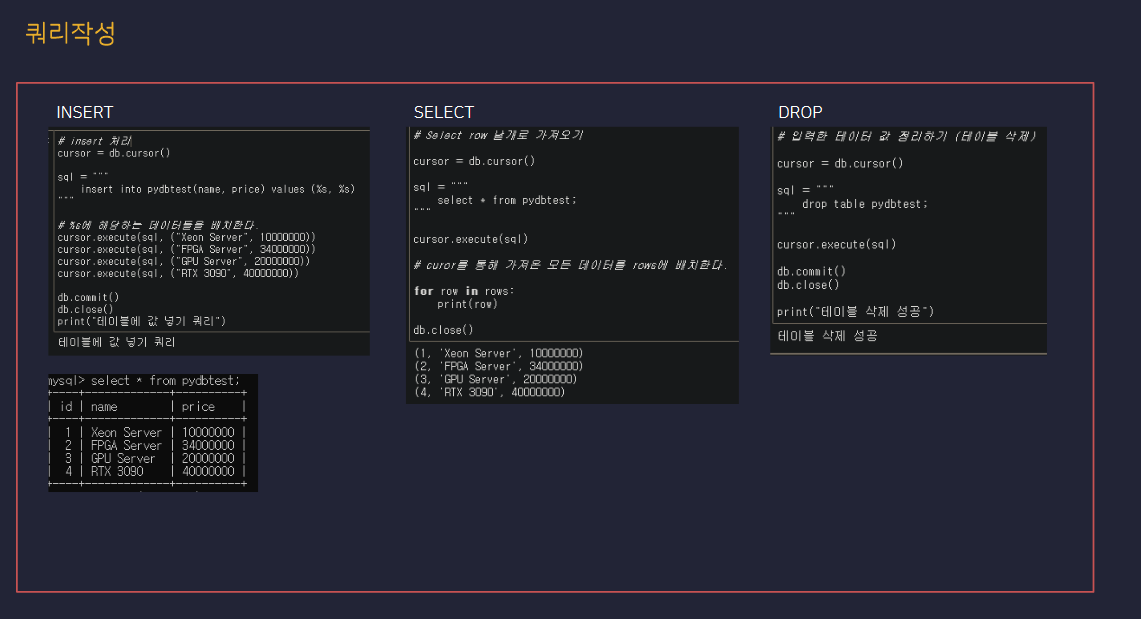 쿼리작성
INSERT
# insert 처리
cursor = db.cursor()
sql = """
insert into pydbtest(name, price) values (%s, %s)
"""
# %s에 해당하는 데이터들을 배치한다.
cursor.execute(sql, ("Xeon Server", 10000000))
cursor.execute(sql, ("FPGA Server", 34000000))
cursor.execute(sql, ("GPU Server", 20000000))
cursor.execute(sql, ("RTX 3090", 40000000))
db.commit()
db.close()
print("테이블에 값 넣기 쿼리")
테이블에 값 넣기 쿼리
mysql> select * from pydbtest;
+----+-------------+----------+
| id | name | price |
+----+-------------+----------+
| 1 | Xeon Server | 10000000 |
| 2 | FPGA Server | 34000000 |
| 3 | GPU Server | 20000000 |
| 4 | RTX 3090 | 40000000 |
+----+-------------+----------+
SELECT
# Select row 낱개로 가져오기
cursor = db.cursor()
sql = """
select * from pydbtest;
"""
cursor.execute(sql)
# curor를 통해 가져온 모든 데이터를 rows에 배치한다.
for row in rows:
print(row)
db.close()
(1, 'Xeon Server', 10000000)
(2, 'FPGA Server', 34000000)
(3, 'GPU Server', 20000000)
(4, 'RTX 3090', 40000000)
DROP
# 입력한 데이터 값 정리하기 (테이블 삭제)
cursor = db.cursor()
sql = """
drop table pydbtest;
"""
cursor.execute(sql)
db.commit()
db.close()
print("테이블 삭제 성공")
테이블 삭제 성공